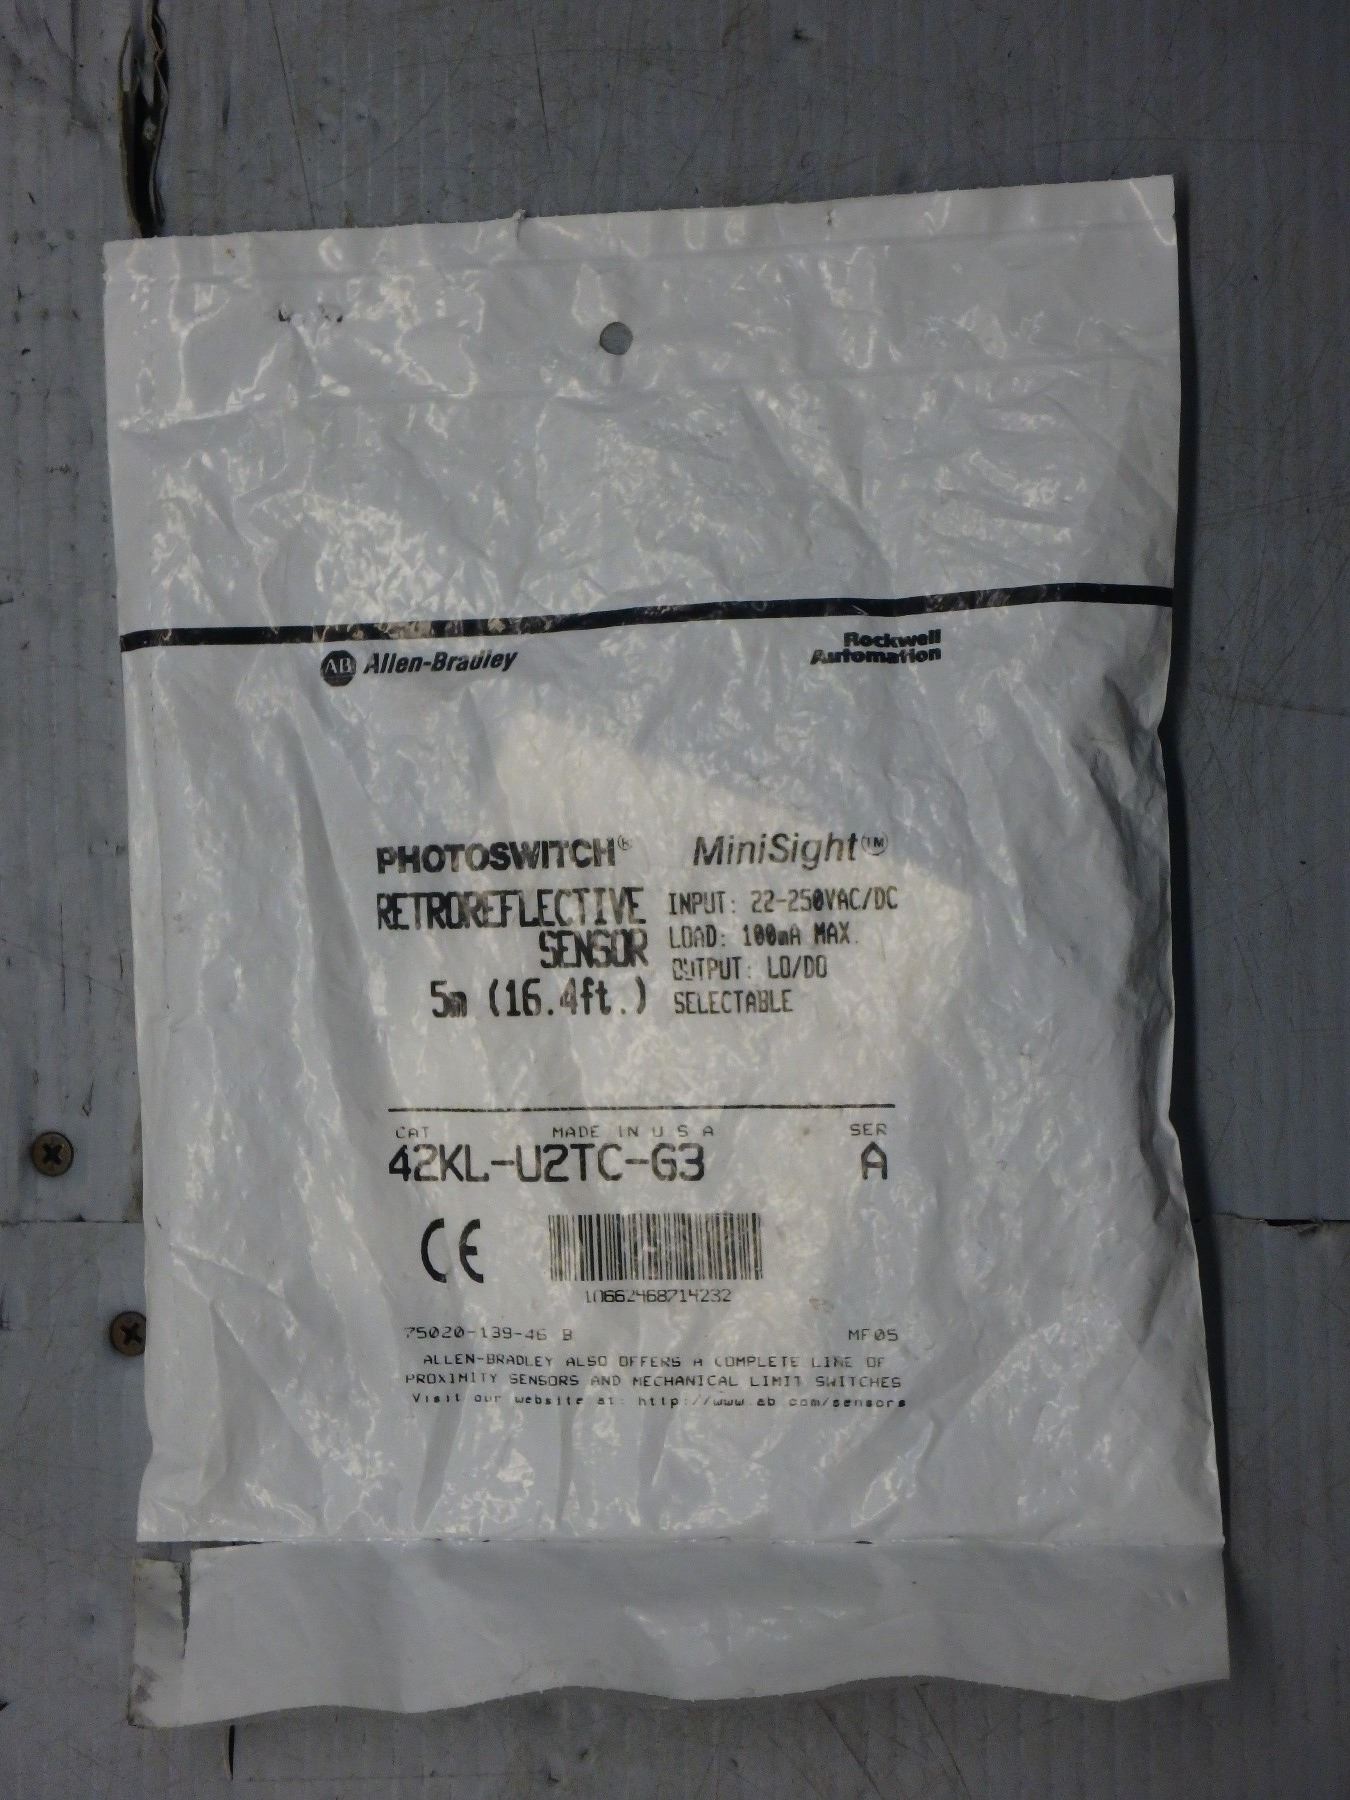 AB Allen-Bradley
Rockwell
Automation
PHOTOSWITCH®
RETROREFLECTIVE
SENSOR
5m (16.4ft.)
MiniSight™
INPUT: 22-250VAC/DC
LOAD: 100mA MAX.
OUTPUT: LO/DO
SELECTABLE
CAT MADE IN U S A SER
42KL-U2TC-G3 A
CE
10662468714232
75020-139-46 B MF05
ALLEN-BRADLEY ALSO OFFERS A COMPLETE LINE OF
PROXIMITY SENSORS AND MECHANICAL LIMIT SWITCHES
Visit our website at: http://www.ab.com/sensors